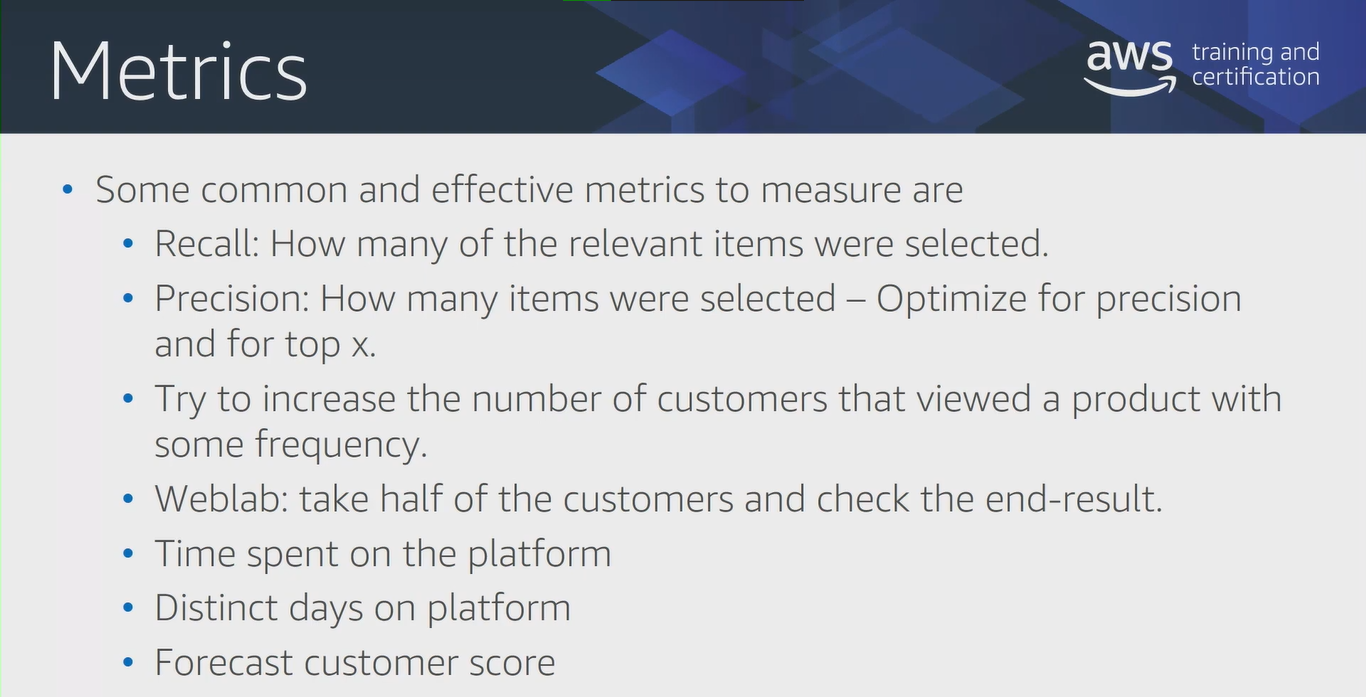 Metrics
aws training and
certification
• Some common and effective metrics to measure are
• Recall: How many of the relevant items were selected.
• Precision: How many items were selected – Optimize for precision
and for top x.
• Try to increase the number of customers that viewed a product with
some frequency.
• Weblab: take half of the customers and check the end-result.
• Time spent on the platform
• Distinct days on platform
• Forecast customer score